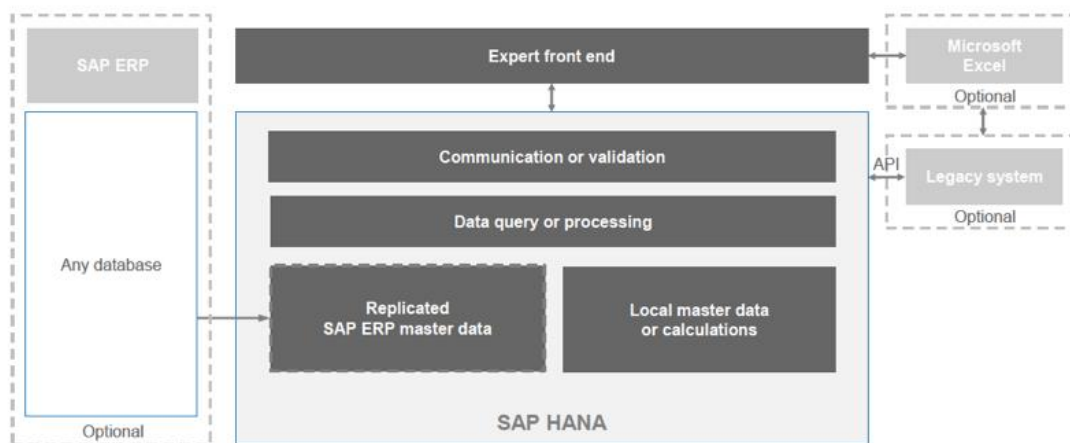 SAP ERP
Any database
Optional
Expert front end
Communication or validation
Data query or processing
Replicated
SAP ERP master data
Local master data
or calculations
SAP HANA
Microsoft
Excel
Optional
API
Legacy system
Optional